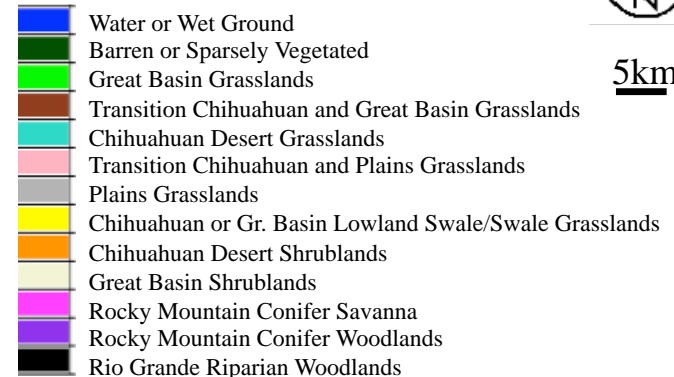 N
Water or Wet Ground
Barren or Sparsely Vegetated
Great Basin Grasslands
5km
Transition Chihuahuan and Great Basin Grasslands
Chihuahuan Desert Grasslands
Transition Chihuahuan and Plains Grasslands
Plains Grasslands
Chihuahuan or Gr. Basin Lowland Swale/Swale Grasslands
Chihuahuan Desert Shrublands
Great Basin Shrublands
Rocky Mountain Conifer Savanna
Rocky Mountain Conifer Woodlands
Rio Grande Riparian Woodlands